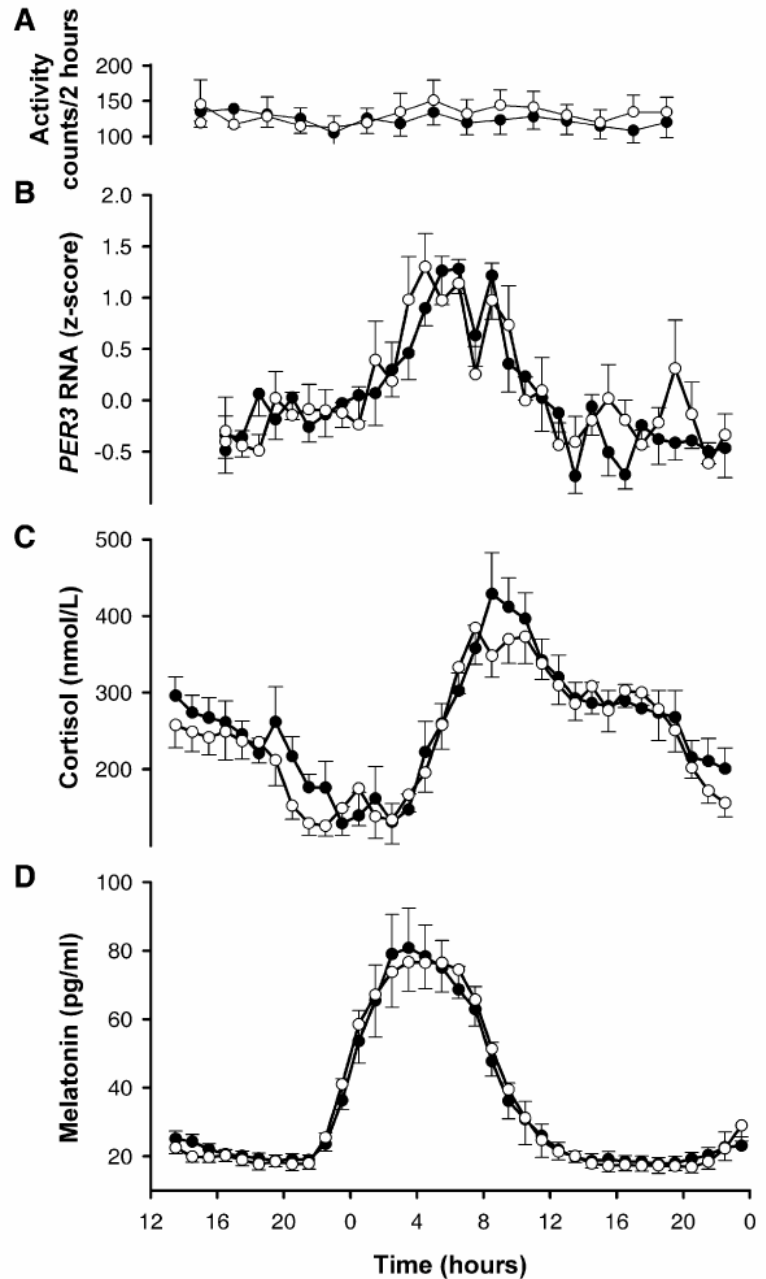 A
Activity
counts/2 hours
200
150
100
B
PER3 RNA (z-score)
2.0
1.5
1.0
0.5
0.0
-0.5
C
Cortisol (nmol/L)
500
400
300
200
D
Melatonin (pg/ml)
100
80
60
40
20
12 16 20 0 4 8 12 16 20 0
Time (hours)